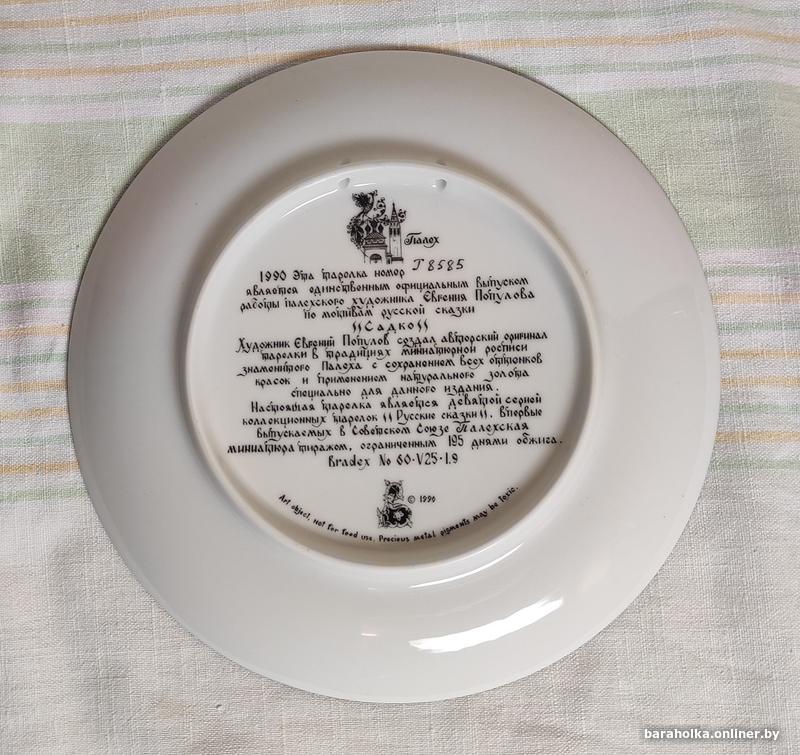 Палех
1990 Эта тарелка номер T8585
является единственным официальным выпуском
работы палехского художника Евгения Популова
по мотивам русской сказки
"Садко"
Художник Евгений Популов создал авторский оригинал
тарелки в традициях миниатюрной росписи
знаменитого Палеха с сохранением всех оттенков
красок и применением натурального золота
специально для данного издания.
Настоящая тарелка является девятой серией
коллекционных тарелок "Русские сказки". Впервые
выпускаемых в Советском Союзе Палехская
миниатюра тиражом, ограниченным 195 днями обжига.
Bradex No 60-V25-1.9
© 1990
Art object. Not for food use. Precious metal pigments may be toxic.
baraholka.onliner.by